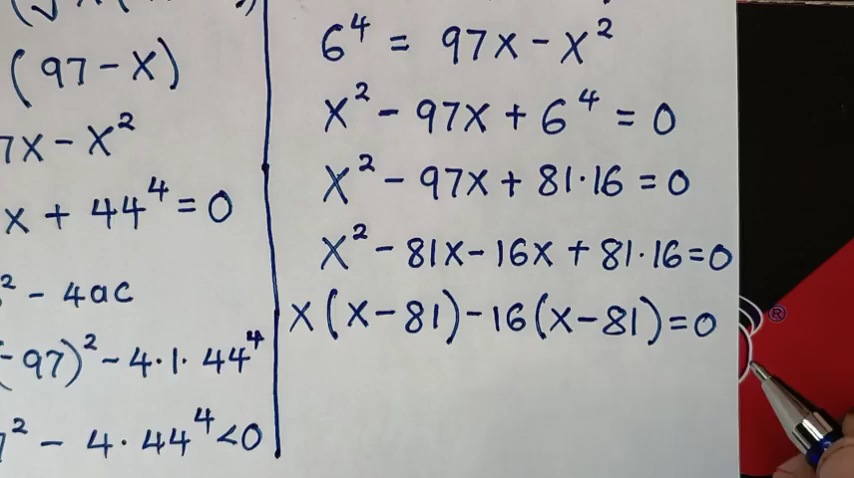 (97 - x)
7x - x²
x + 44⁴ = 0
² - 4ac
(-97)² - 4·1·44⁴
² - 4·44⁴ < 0
6⁴ = 97x - x²
x² - 97x + 6⁴ = 0
x² - 97x + 81·16 = 0
x² - 81x - 16x + 81·16 = 0
x(x - 81) - 16(x - 81) = 0
®